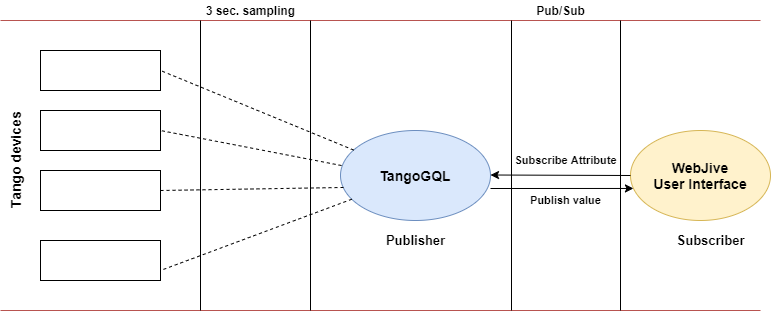 3 sec. sampling
Pub/Sub
Tango devices
TangoGQL
Publisher
Subscribe Attribute
Publish value
WebJive
User Interface
Subscriber